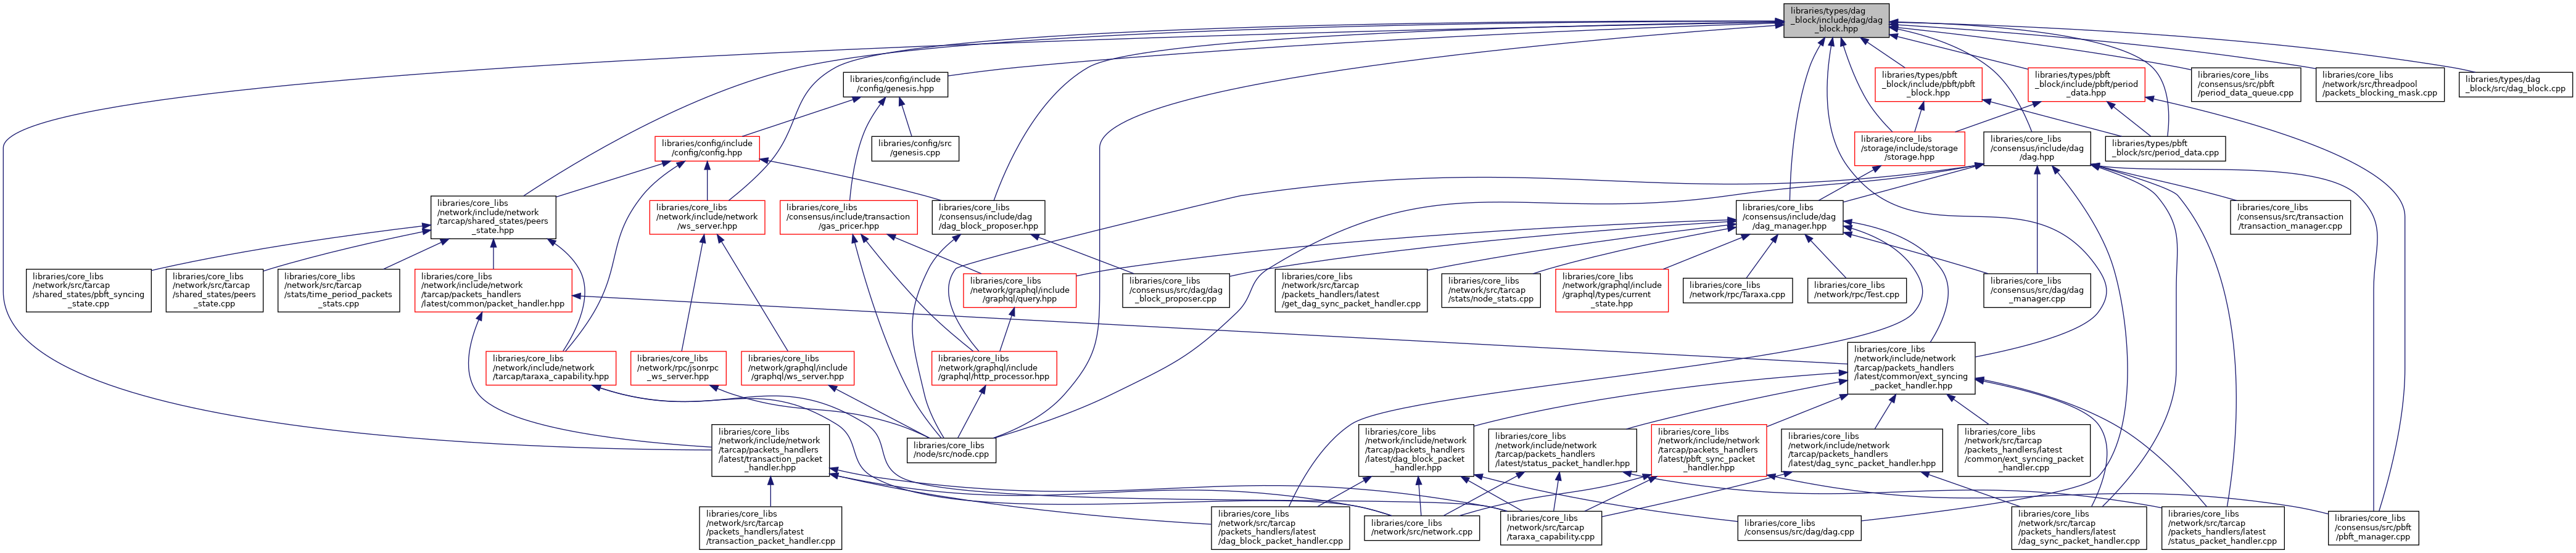 libraries/types/dag
_block/include/dag/dag
_block.hpp
libraries/config/include
/config/genesis.hpp
libraries/types/pbft
_block/include/pbft/pbft
_block.hpp
libraries/types/pbft
_block/include/pbft/period
_data.hpp
libraries/core_libs
/consensus/src/pbft
/period_data_queue.cpp
libraries/core_libs
/network/src/threadpool
/packets_blocking_mask.cpp
libraries/types/dag
_block/src/dag_block.cpp
libraries/config/include
/config/config.hpp
libraries/config/src
/genesis.cpp
libraries/core_libs
/storage/include/storage
/storage.hpp
libraries/core_libs
/consensus/include/dag
/dag.hpp
libraries/types/pbft
_block/src/period_data.cpp
libraries/core_libs
/network/include/network
/tarcap/shared_states/peers
_state.hpp
libraries/core_libs
/network/include/network
/ws_server.hpp
libraries/core_libs
/consensus/include/transaction
/gas_pricer.hpp
libraries/core_libs
/consensus/include/dag
/dag_block_proposer.hpp
libraries/core_libs
/consensus/include/dag
/dag_manager.hpp
libraries/core_libs
/consensus/src/transaction
/transaction_manager.cpp
libraries/core_libs
/network/src/tarcap
/shared_states/pbft_syncing
_state.cpp
libraries/core_libs
/network/src/tarcap
/shared_states/peers
_state.cpp
libraries/core_libs
/network/src/tarcap
/stats/time_period_packets
_stats.cpp
libraries/core_libs
/network/include/network
/tarcap/packets_handlers
/latest/common/packet_handler.hpp
libraries/core_libs
/network/graphql/include
/graphql/query.hpp
libraries/core_libs
/consensus/src/dag/dag
_block_proposer.cpp
libraries/core_libs
/network/src/tarcap
/packets_handlers/latest
/get_dag_sync_packet_handler.cpp
libraries/core_libs
/network/src/tarcap
/stats/node_stats.cpp
libraries/core_libs
/network/graphql/include
/graphql/types/current
_state.hpp
libraries/core_libs
/network/rpc/Taraxa.cpp
libraries/core_libs
/network/rpc/Test.cpp
libraries/core_libs
/consensus/src/dag/dag
_manager.cpp
libraries/core_libs
/network/include/network
/tarcap/taraxa_capability.hpp
libraries/core_libs
/network/rpc/jsonrpc
_ws_server.hpp
libraries/core_libs
/network/graphql/include
/graphql/ws_server.hpp
libraries/core_libs
/network/graphql/include
/graphql/http_processor.hpp
libraries/core_libs
/network/include/network
/tarcap/packets_handlers
/latest/common/ext_syncing
_packet_handler.hpp
libraries/core_libs
/network/include/network
/tarcap/packets_handlers
/latest/transaction_packet
_handler.hpp
libraries/core_libs
/node/src/node.cpp
libraries/core_libs
/network/include/network
/tarcap/packets_handlers
/latest/dag_block_packet
_handler.hpp
libraries/core_libs
/network/include/network
/tarcap/packets_handlers
/latest/status_packet_handler.hpp
libraries/core_libs
/network/include/network
/tarcap/packets_handlers
/latest/pbft_sync_packet
_handler.hpp
libraries/core_libs
/network/include/network
/tarcap/packets_handlers
/latest/dag_sync_packet_handler.hpp
libraries/core_libs
/network/src/tarcap
/packets_handlers/latest
/common/ext_syncing_packet
_handler.cpp
libraries/core_libs
/network/src/tarcap
/packets_handlers/latest
/transaction_packet_handler.cpp
libraries/core_libs
/network/src/tarcap
/packets_handlers/latest
/dag_block_packet_handler.cpp
libraries/core_libs
/network/src/network.cpp
libraries/core_libs
/network/src/tarcap
/taraxa_capability.cpp
libraries/core_libs
/consensus/src/dag/dag.cpp
libraries/core_libs
/network/src/tarcap
/packets_handlers/latest
/dag_sync_packet_handler.cpp
libraries/core_libs
/network/src/tarcap
/packets_handlers/latest
/status_packet_handler.cpp
libraries/core_libs
/consensus/src/pbft
/pbft_manager.cpp